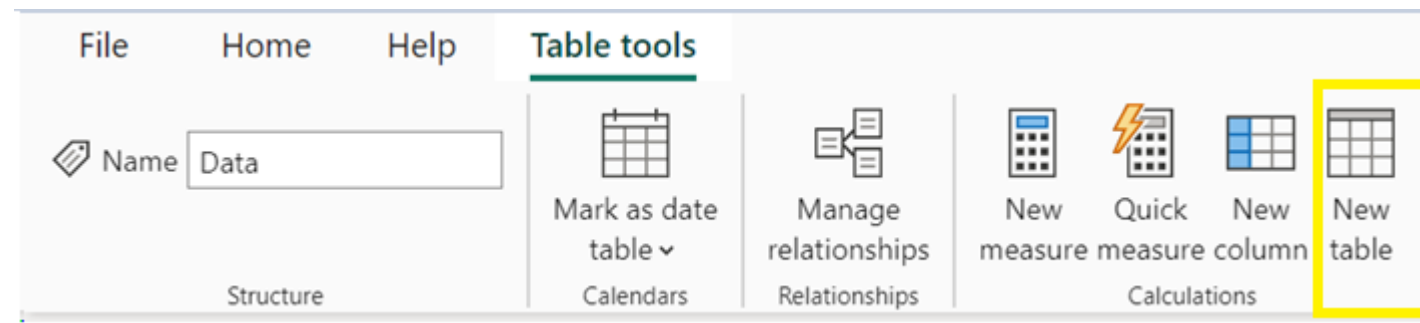 File Home Help Table tools
Name Data
Mark as date
table
Manage
relationships
New
measure
Quick
measure
New
column
New
table
Structure Calendars Relationships Calculations